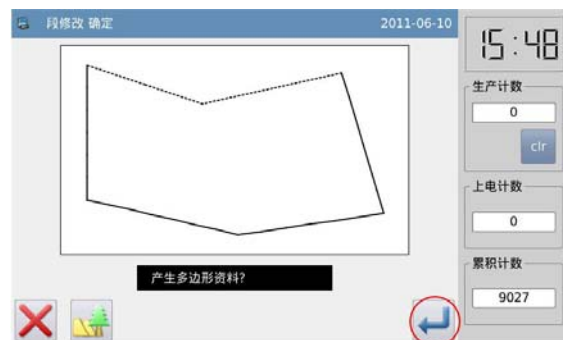 段修改 确定 2011-06-10
15:48
生产计数
0
clr
上电计数
0
累积计数
9027
产生多边形资料?